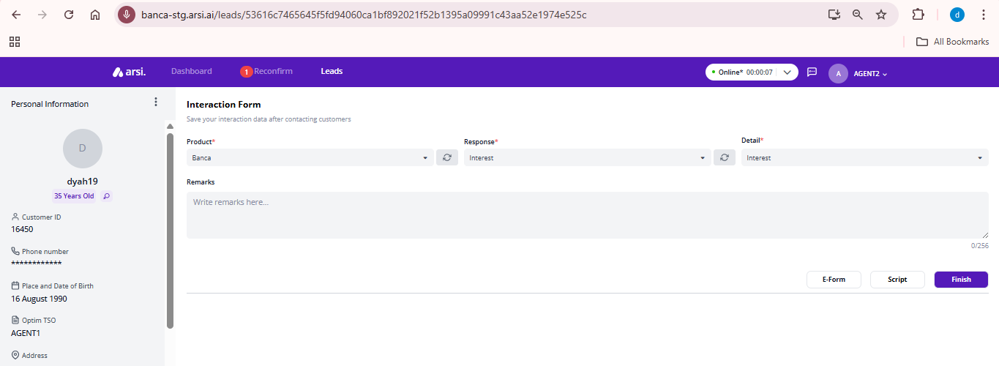 banca-stg.arsi.ai/leads/53616c7465645f5fd94060ca1bf892021f52b1395a09991c43aa52e1974e525c
d
All Bookmarks
arsi.
Dashboard
1 Reconfirm
Leads
Online* 00:00:07
A
AGENT2
Personal Information
D
dyah19
35 Years Old
Customer ID
16450
Phone number
************
Place and Date of Birth
16 August 1990
Optim TSO
AGENT1
Address
Interaction Form
Save your interaction data after contacting customers
Product* Response* Detail*
Banca Interest Interest
Remarks
Write remarks here...
0/256
E-Form Script Finish